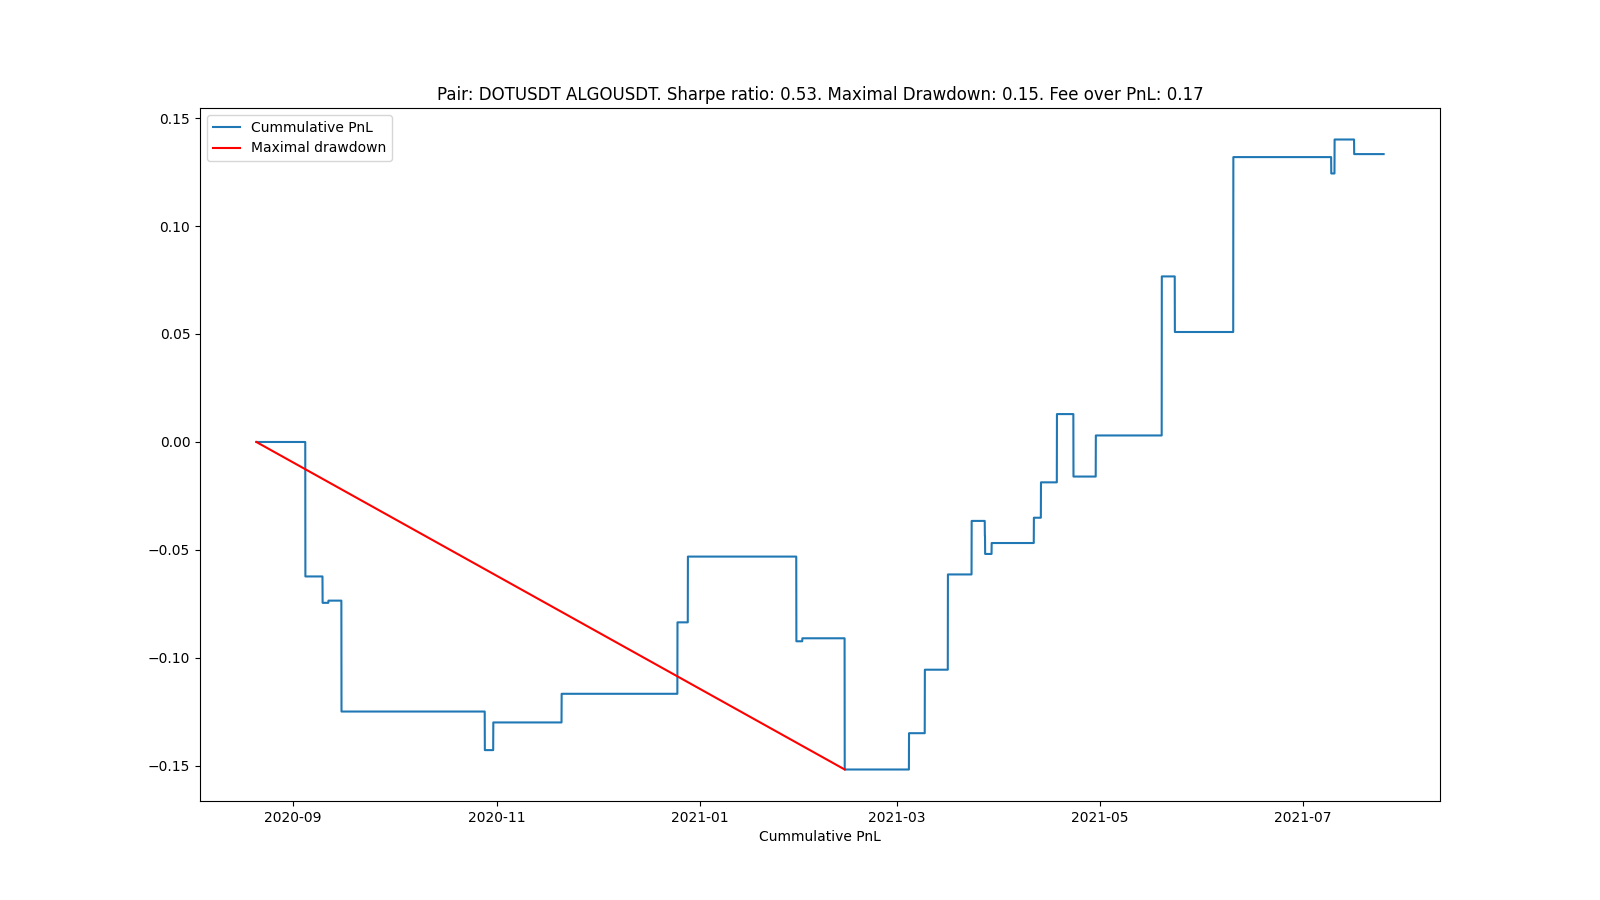 Pair: DOTUSDT ALGOUSDT. Sharpe ratio: 0.53. Maximal Drawdown: 0.15. Fee over PnL: 0.17
Cummulative PnL
Maximal drawdown
0.15
0.10
0.05
0.00
−0.05
−0.10
−0.15
2020-09 2020-11 2021-01 2021-03 2021-05 2021-07
Cummulative PnL